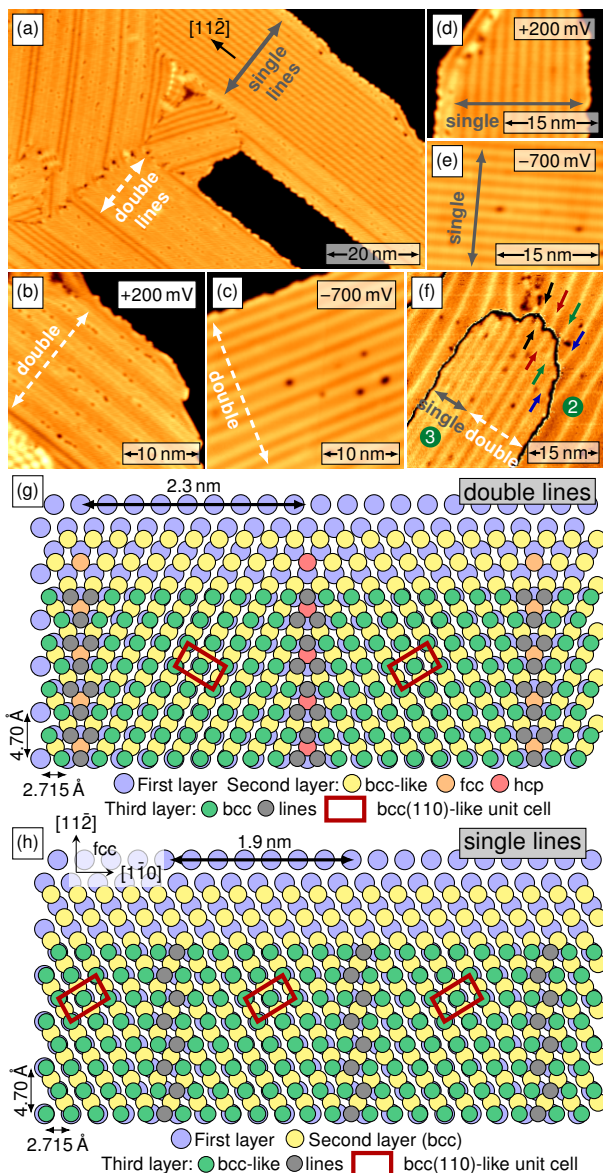 (a)
[112̄]
single
lines
double
lines
20 nm
(d)
+200 mV
single
15 nm
(e)
−700 mV
single
15 nm
(b)
+200 mV
double
10 nm
(c)
−700 mV
double
10 nm
(f)
2
3
single
double
15 nm
(g)
2.3 nm
double lines
4.70 Å
2.715 Å
First layer Second layer: bcc-like fcc hcp
Third layer: bcc lines bcc(110)-like unit cell
(h)
[112̄]
fcc
[11̄0]
1.9 nm
single lines
4.70 Å
2.715 Å
First layer Second layer (bcc)
Third layer: bcc-like lines bcc(110)-like unit cell